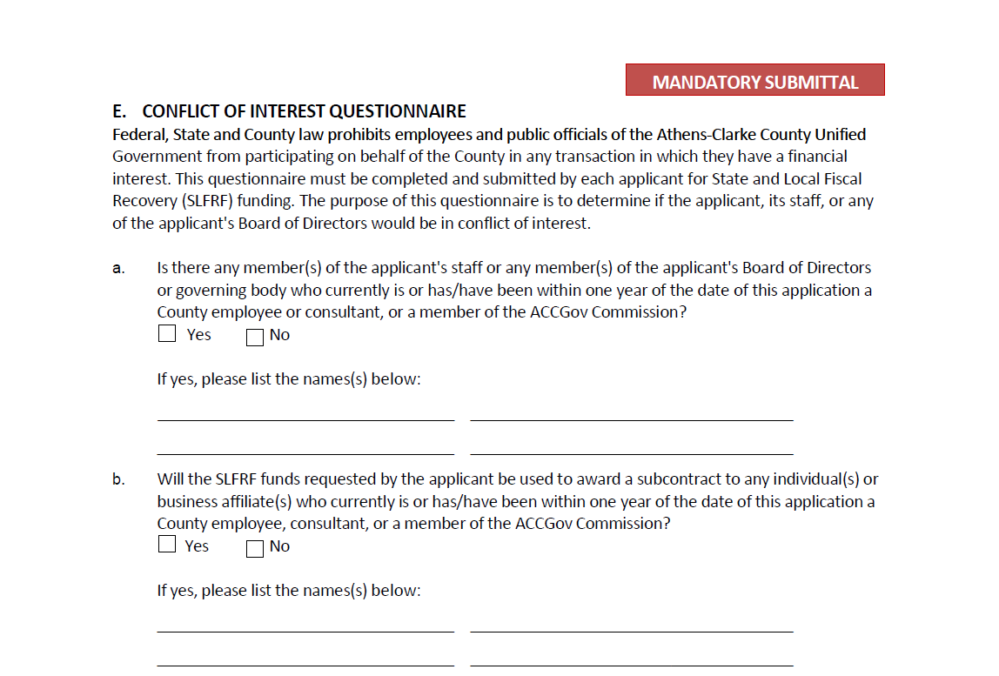 MANDATORY SUBMITTAL
E. CONFLICT OF INTEREST QUESTIONNAIRE
Federal, State and County law prohibits employees and public officials of the Athens-Clarke County Unified
Government from participating on behalf of the County in any transaction in which they have a financial
interest. This questionnaire must be completed and submitted by each applicant for State and Local Fiscal
Recovery (SLFRF) funding. The purpose of this questionnaire is to determine if the applicant, its staff, or any
of the applicant's Board of Directors would be in conflict of interest.
a. Is there any member(s) of the applicant's staff or any member(s) of the applicant's Board of Directors
or governing body who currently is or has/have been within one year of the date of this application a
County employee or consultant, or a member of the ACCGov Commission?
Yes No
If yes, please list the names(s) below:
b. Will the SLFRF funds requested by the applicant be used to award a subcontract to any individual(s) or
business affiliate(s) who currently is or has/have been within one year of the date of this application a
County employee, consultant, or a member of the ACCGov Commission?
Yes No
If yes, please list the names(s) below: